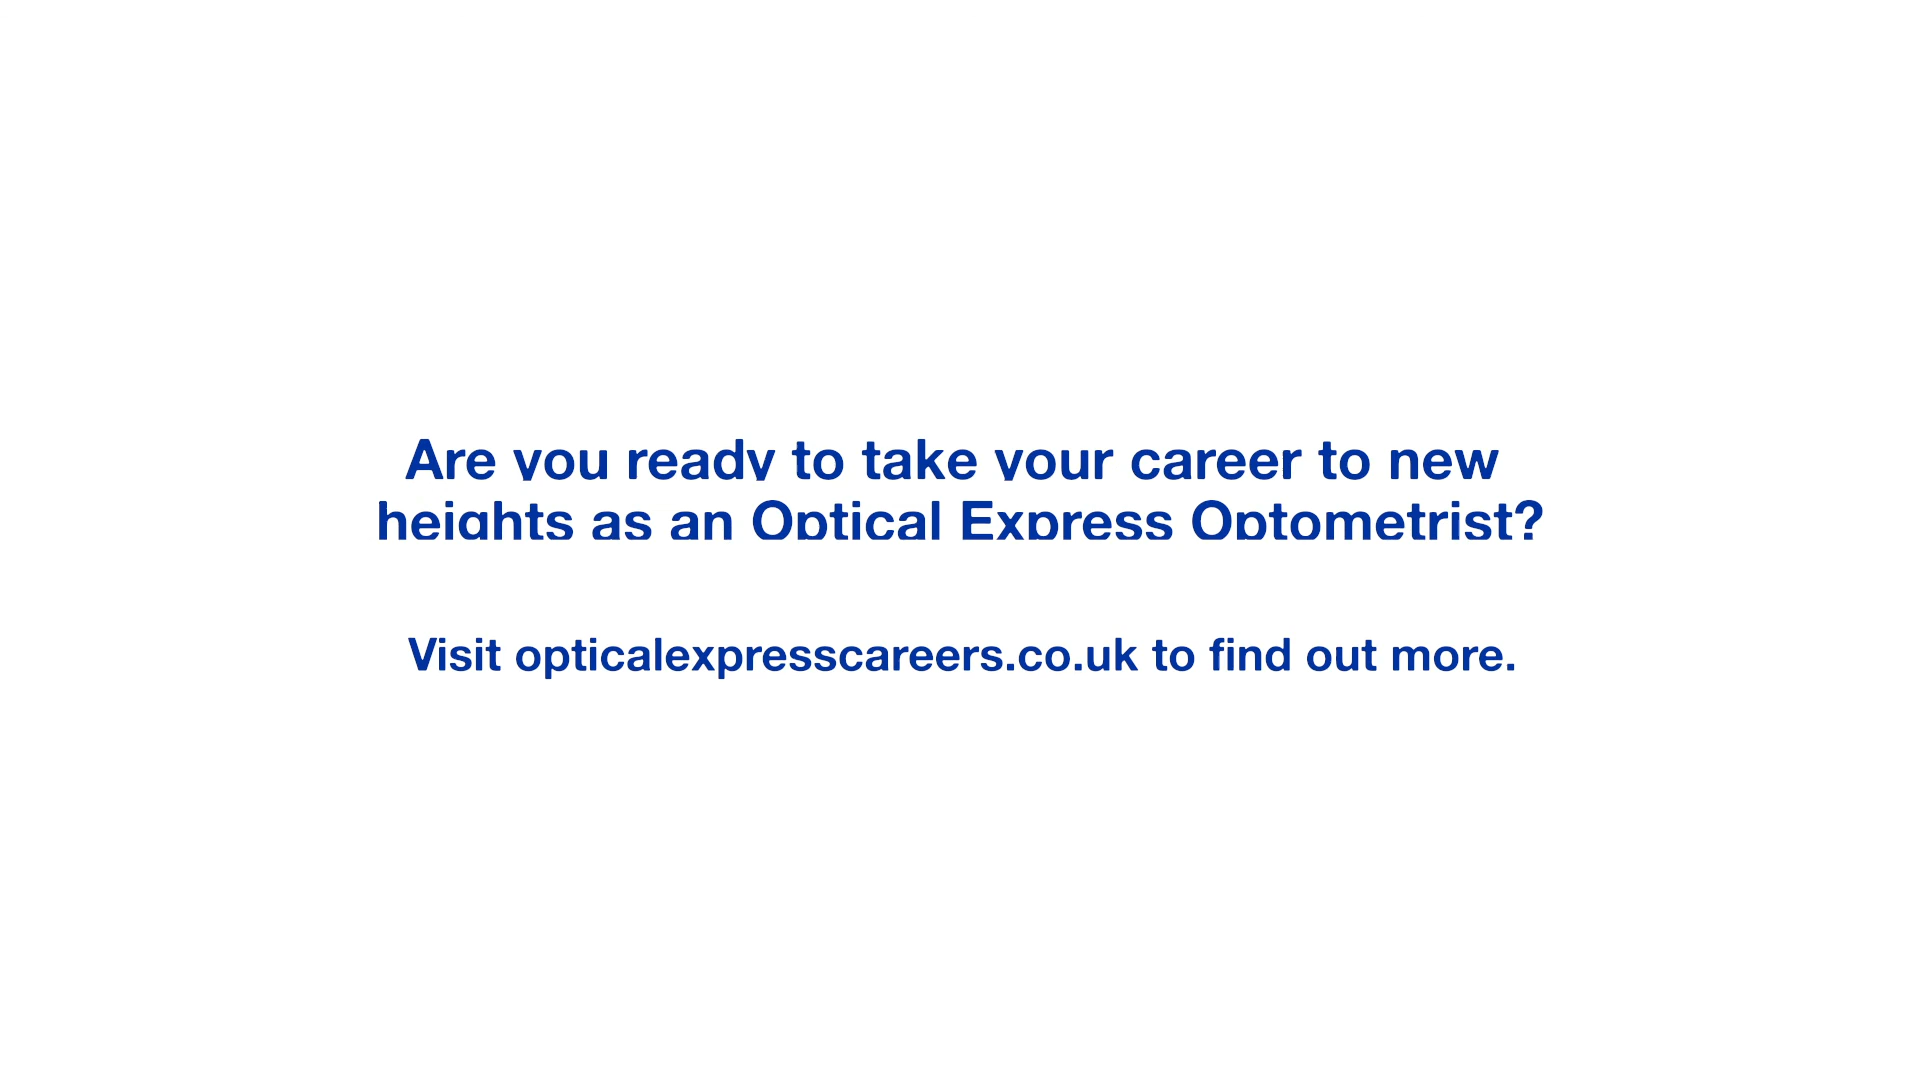 Are you ready to take your career to new
heights as an Optical Express Optometrist?
Visit opticalexpresscareers.co.uk to find out more.